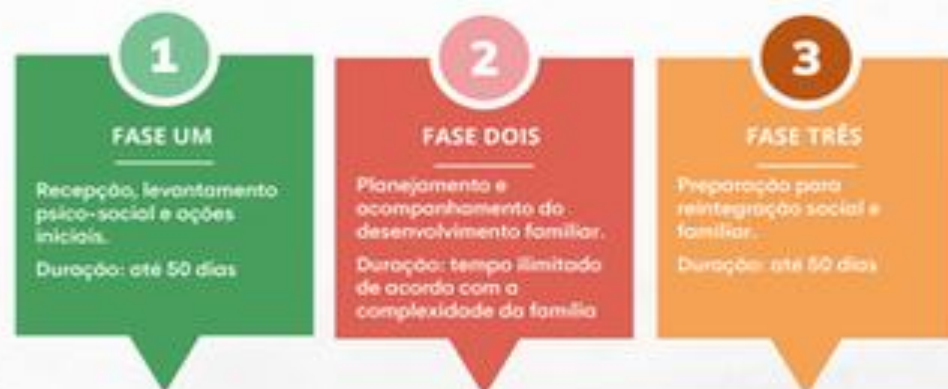 1
FASE UM
Recepção, levantamento
psico-social e ações
iniciais.
Duração: até 50 dias
2
FASE DOIS
Planejamento e
acompanhamento do
desenvolvimento familiar.
Duração: tempo ilimitado
de acordo com a
complexidade da família
3
FASE TRÊS
Preparação para
reintegração social e
familiar.
Duração: até 50 dias